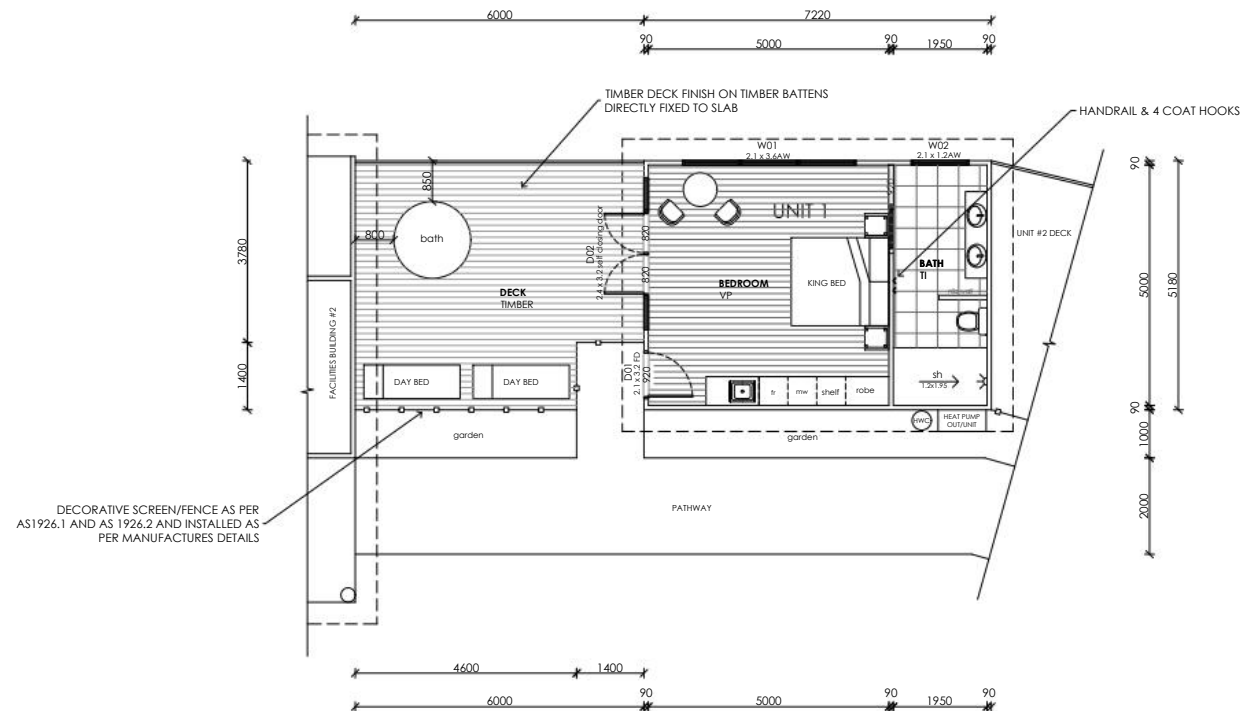 6000
7220
90
5000
90
1950
90
TIMBER DECK FINISH ON TIMBER BATTENS
DIRECTLY FIXED TO SLAB
HANDRAIL & 4 COAT HOOKS
W01
2.1 x 3.6AW
W02
2.1 x 1.2AW
850
800
bath
3780
1400
FACILITIES BUILDING #2
DECK
TIMBER
DAY BED
DAY BED
D02
2.4 x 3.2 self closing door
820
820
D01
2.1 x 3.2 FD
920
UNIT 1
BEDROOM
VP
KING BED
BATH
TI
UNIT #2 DECK
fr
mw
shelf
robe
sh
1.2x1.95
HWC
HEAT PUMP
OUT/UNIT
90
5000
5180
90
1000
2000
garden
garden
PATHWAY
DECORATIVE SCREEN/FENCE AS PER
AS1926.1 AND AS 1926.2 AND INSTALLED AS
PER MANUFACTURES DETAILS
4600
1400
6000
90
5000
90
1950
90